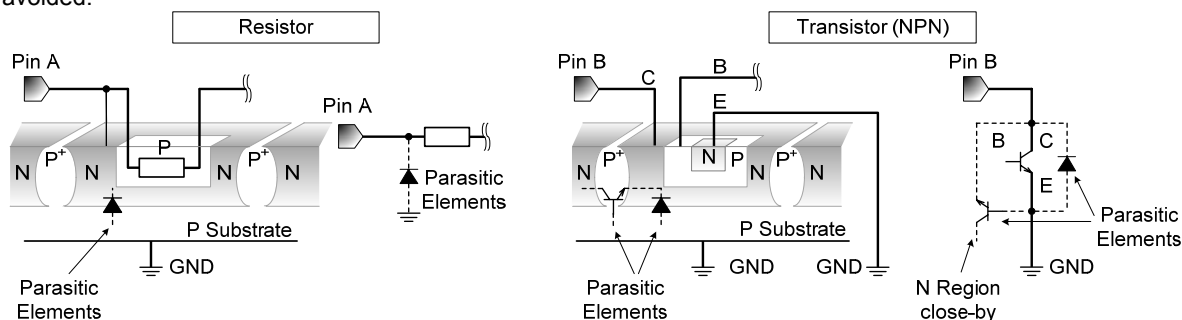 avoided.
Resistor
Transistor (NPN)
Pin A
Pin B
Pin B
C
B
E
Pin A
N
P+
N
P
P+
N
N
P+
N
N
P
P+
N
B
C
E
Parasitic
Elements
P Substrate
P Substrate
GND
GND
GND
GND
Parasitic
Elements
Parasitic
Elements
Parasitic
Elements
N Region
close-by